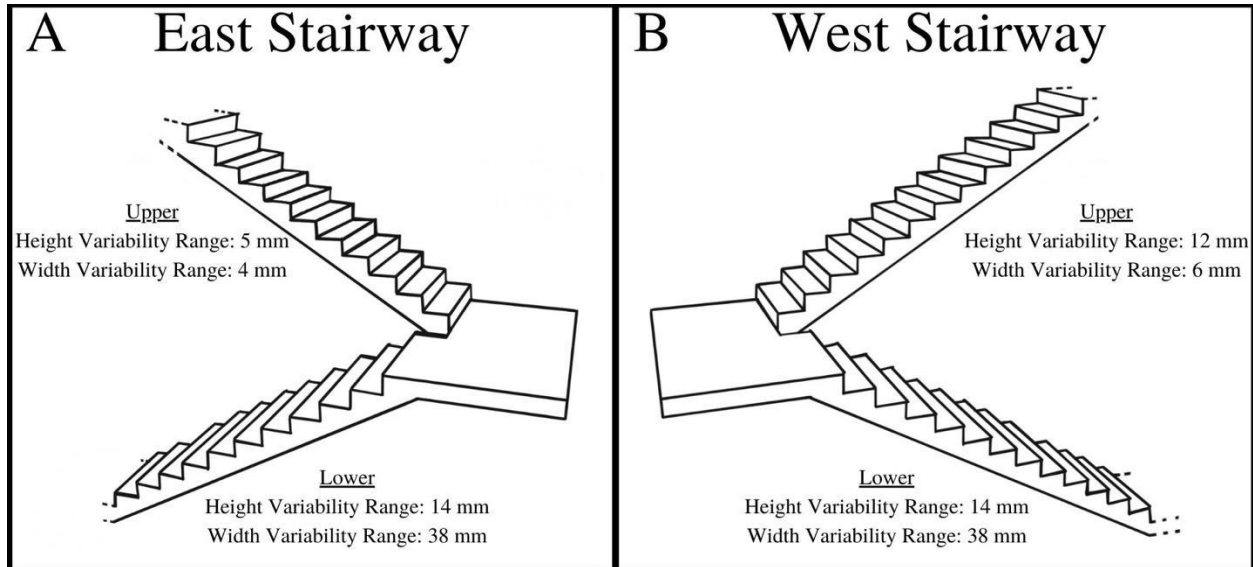 A East Stairway
Upper
Height Variability Range: 5 mm
Width Variability Range: 4 mm
Lower
Height Variability Range: 14 mm
Width Variability Range: 38 mm
B West Stairway
Upper
Height Variability Range: 12 mm
Width Variability Range: 6 mm
Lower
Height Variability Range: 14 mm
Width Variability Range: 38 mm